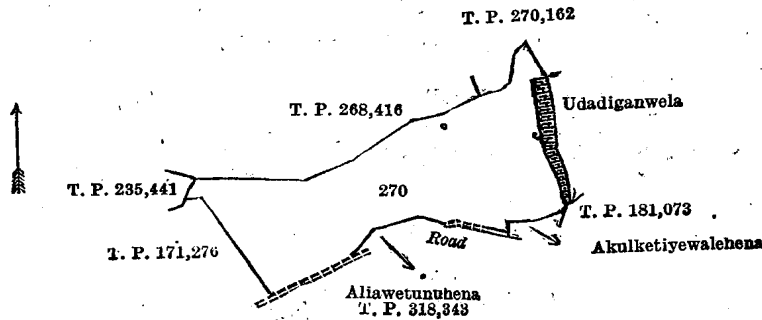 T. P. 270,162
T. P. 268,416
Udadiganwela
T. P. 235,441
270
T. P. 181,073
T. P. 171,276
Road
Akulketiyewalehena
Aliawetunuhena
T. P. 318,343